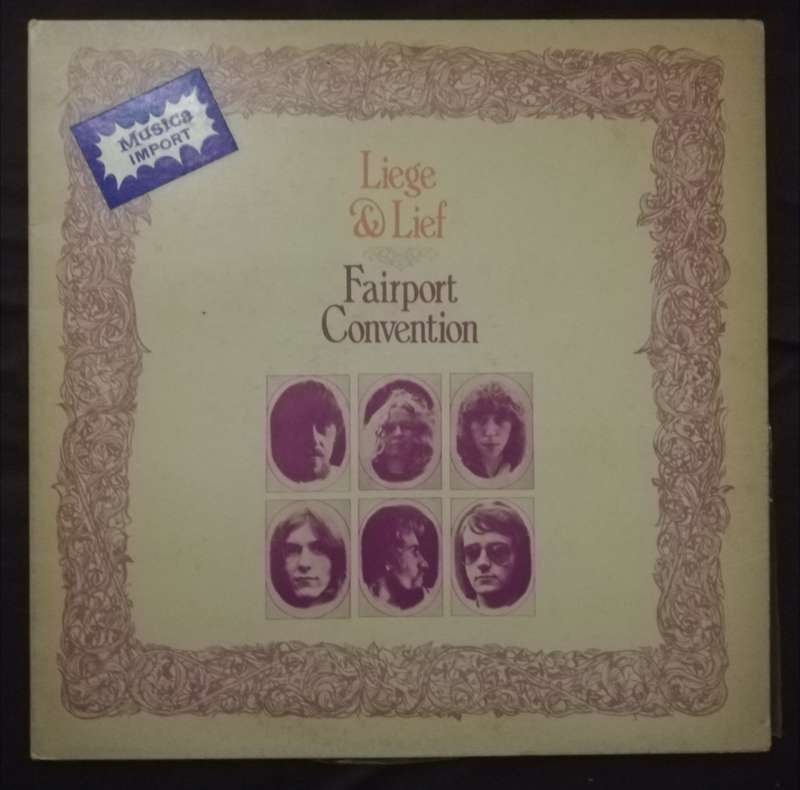 Musica
IMPORT
Liege
& Lief
Fairport
Convention